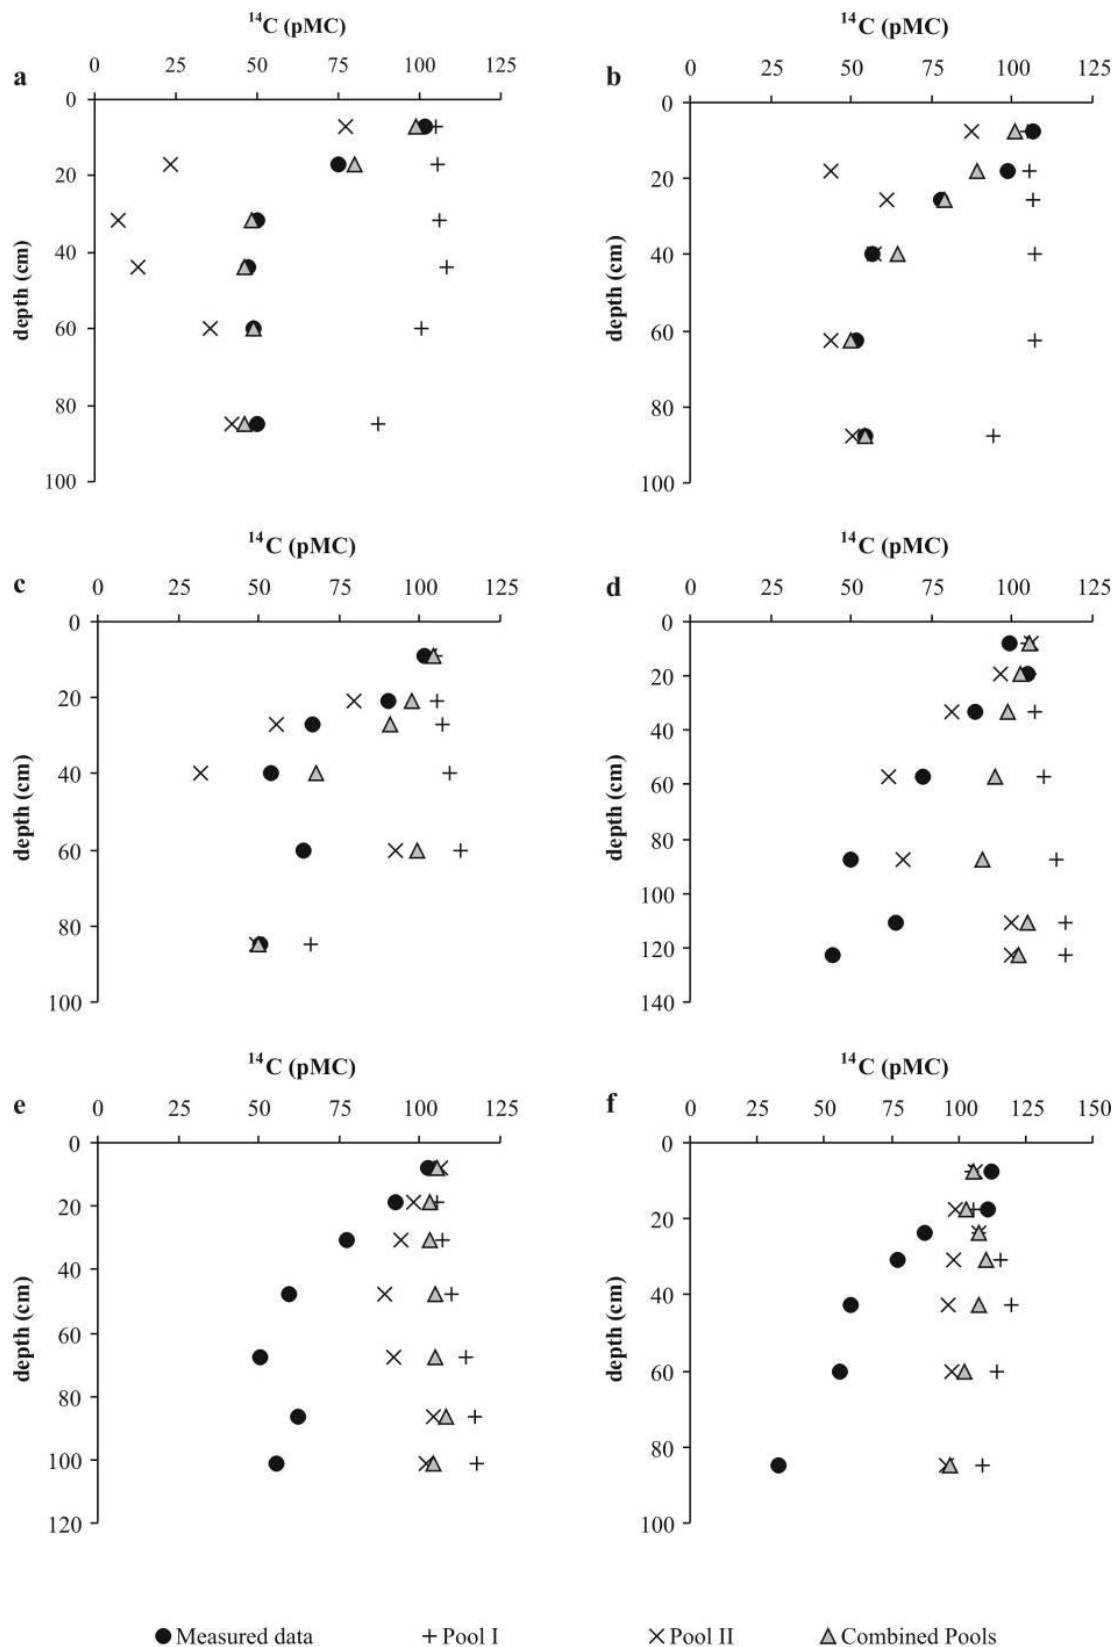 ¹⁴C (pMC)
a 0 25 50 75 100 125
0
20
40
60
80
100
depth (cm)
¹⁴C (pMC)
b 0 25 50 75 100 125
0
20
40
60
80
100
depth (cm)
¹⁴C (pMC)
c 0 25 50 75 100 125
0
20
40
60
80
100
depth (cm)
¹⁴C (pMC)
d 0 25 50 75 100 125
0
20
40
60
80
100
120
140
depth (cm)
¹⁴C (pMC)
e 0 25 50 75 100 125
0
20
40
60
80
100
120
depth (cm)
¹⁴C (pMC)
f 0 25 50 75 100 125 150
0
20
40
60
80
100
depth (cm)
Measured data Pool I Pool II Combined Pools